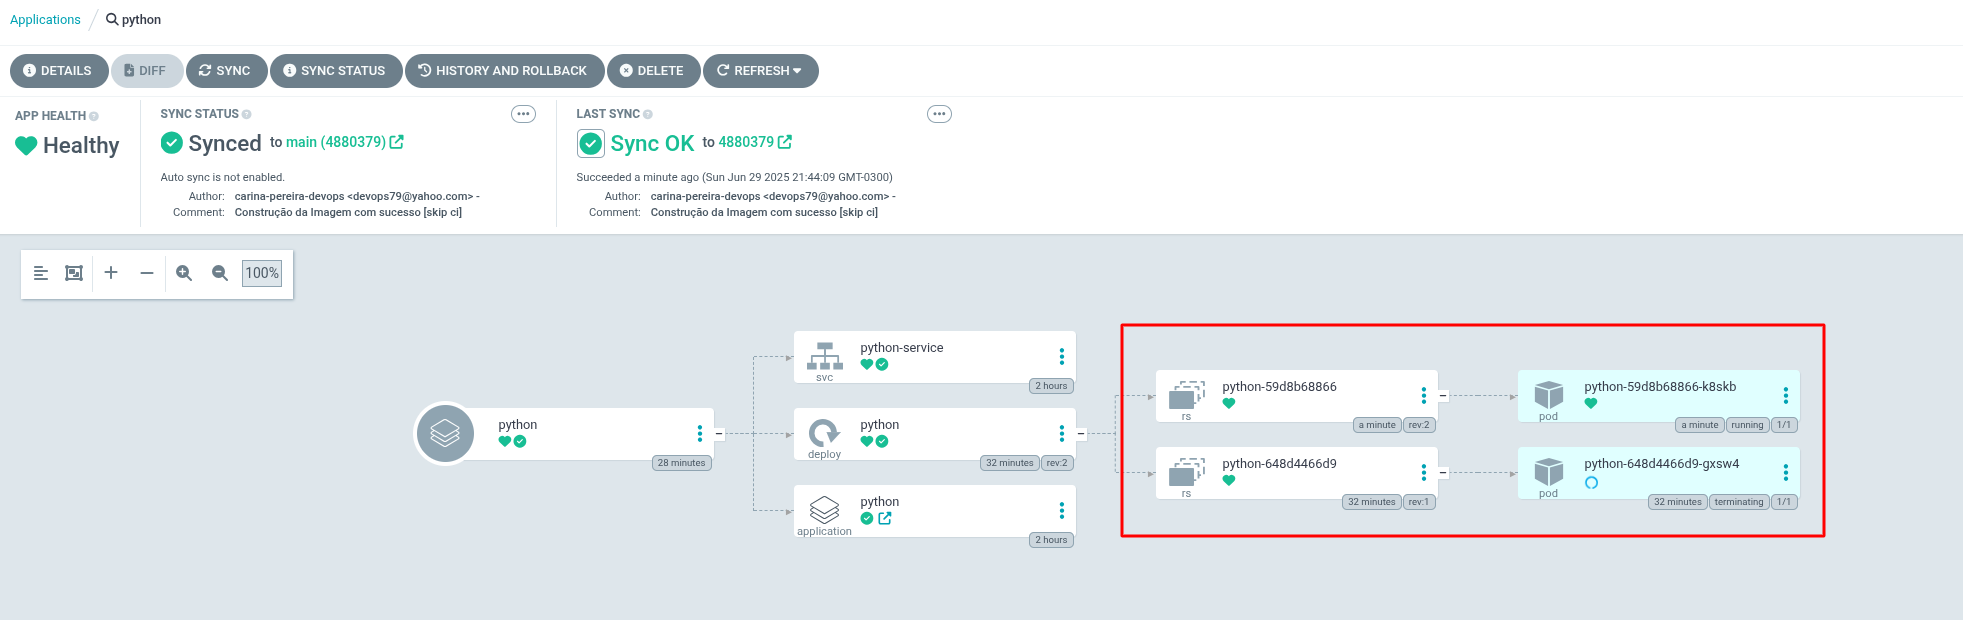 Applications / python
DETAILS DIFF SYNC SYNC STATUS HISTORY AND ROLLBACK DELETE REFRESH
APP HEALTH
Healthy
SYNC STATUS
Synced to main (4880379)
Auto sync is not enabled.
Author: carina-pereira-devops <devops79@yahoo.com> -
Comment: Construção da Imagem com sucesso [skip ci]
LAST SYNC
Sync OK to 4880379
Succeeded a minute ago (Sun Jun 29 2025 21:44:09 GMT-0300)
Author: carina-pereira-devops <devops79@yahoo.com> -
Comment: Construção da Imagem com sucesso [skip ci]
100%
python
28 minutes
python-service
svc
2 hours
python
deploy
32 minutes rev:2
python
application
2 hours
python-59d8b68866
rs
a minute rev:2
python-59d8b68866-k8skb
pod
a minute running 1/1
python-648d4466d9
rs
32 minutes rev:1
python-648d4466d9-gxsw4
pod
32 minutes terminating 1/1